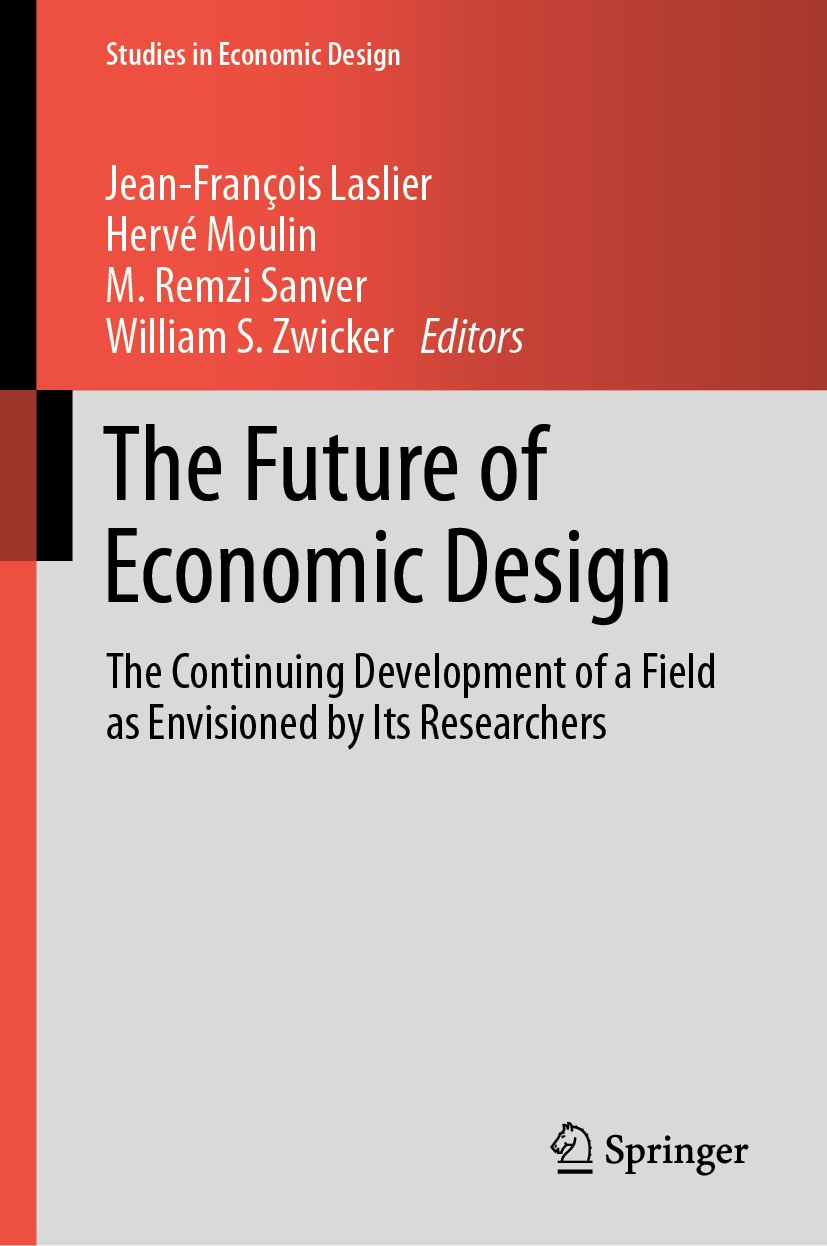 Studies in Economic Design
Jean-François Laslier
Hervé Moulin
M. Remzi Sanver
William S. Zwicker Editors
The Future of
Economic Design
The Continuing Development of a Field
as Envisioned by Its Researchers
Springer